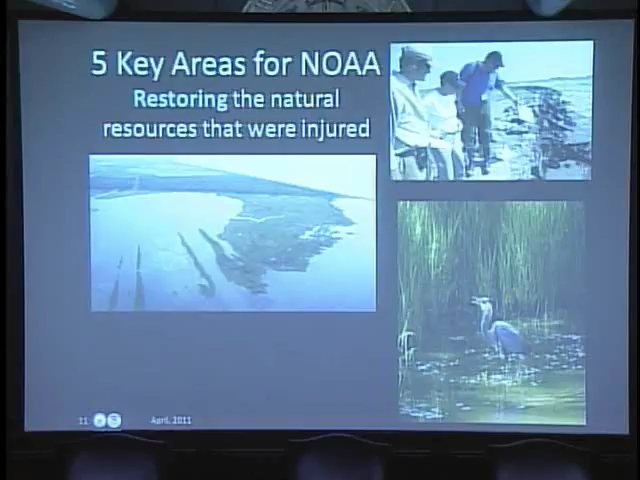 5 Key Areas for NOAA
Restoring the natural
resources that were injured
11
April, 2011